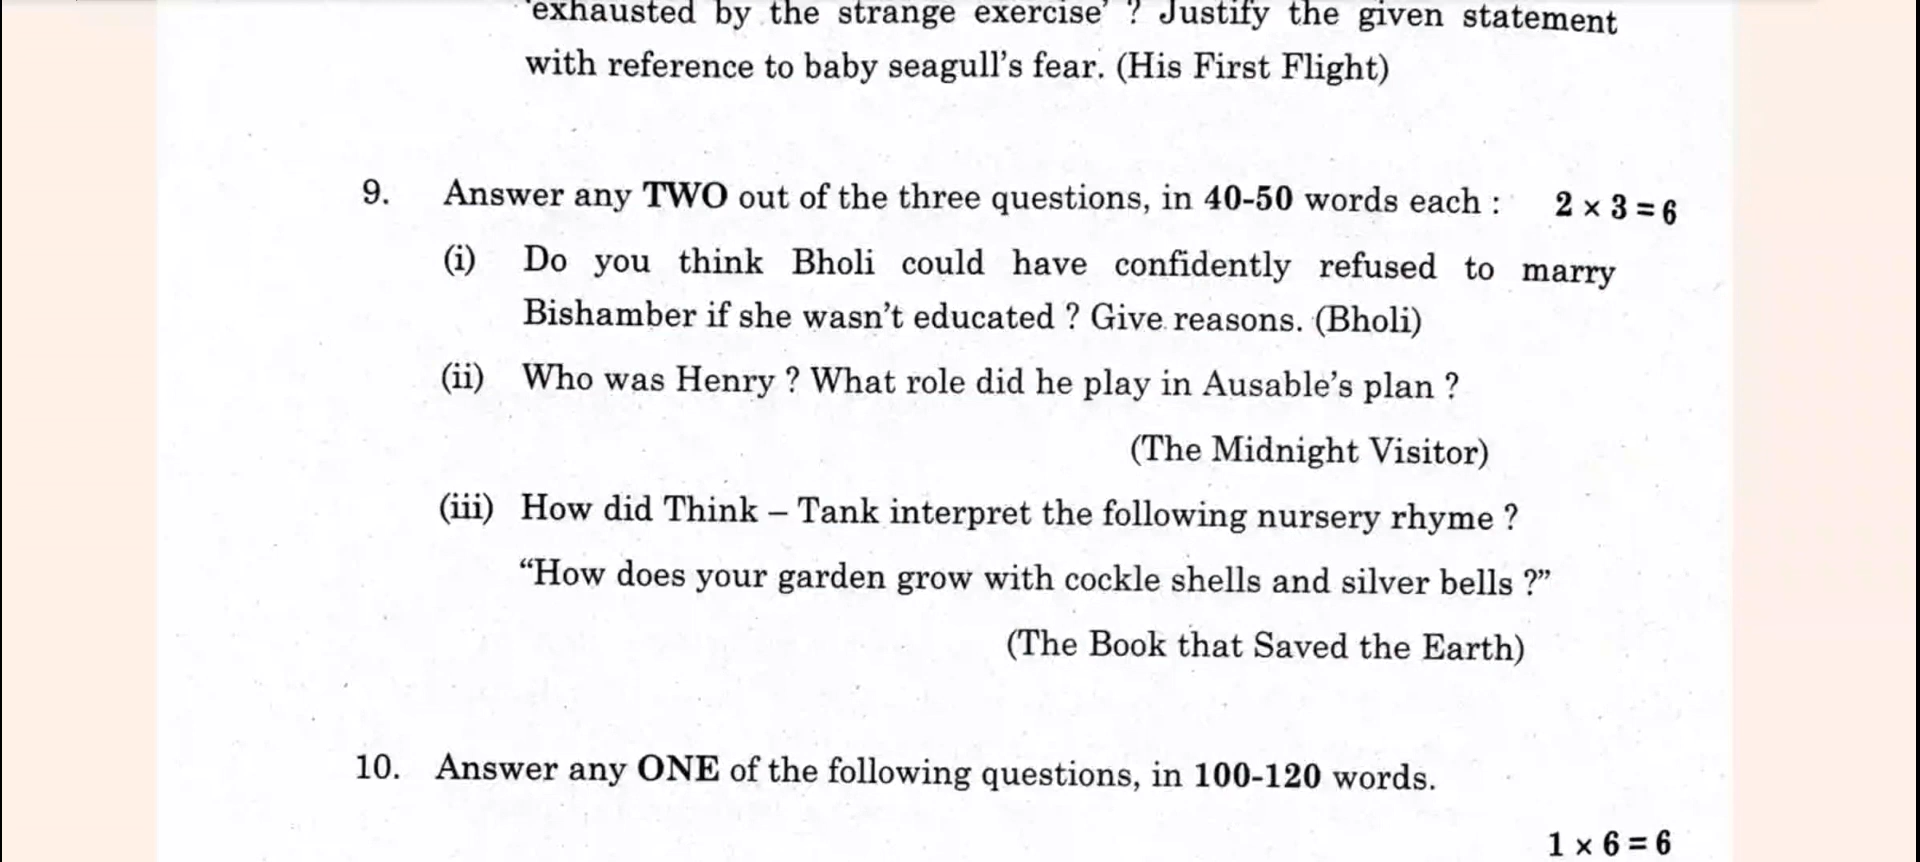 'exhausted by the strange exercise' ? Justify the given statement
with reference to baby seagull's fear. (His First Flight)
9. Answer any TWO out of the three questions, in 40-50 words each : 2 × 3 = 6
(i) Do you think Bholi could have confidently refused to marry
Bishamber if she wasn't educated ? Give reasons. (Bholi)
(ii) Who was Henry ? What role did he play in Ausable's plan ?
(The Midnight Visitor)
(iii) How did Think – Tank interpret the following nursery rhyme ?
"How does your garden grow with cockle shells and silver bells ?"
(The Book that Saved the Earth)
10. Answer any ONE of the following questions, in 100-120 words.
1 × 6 = 6